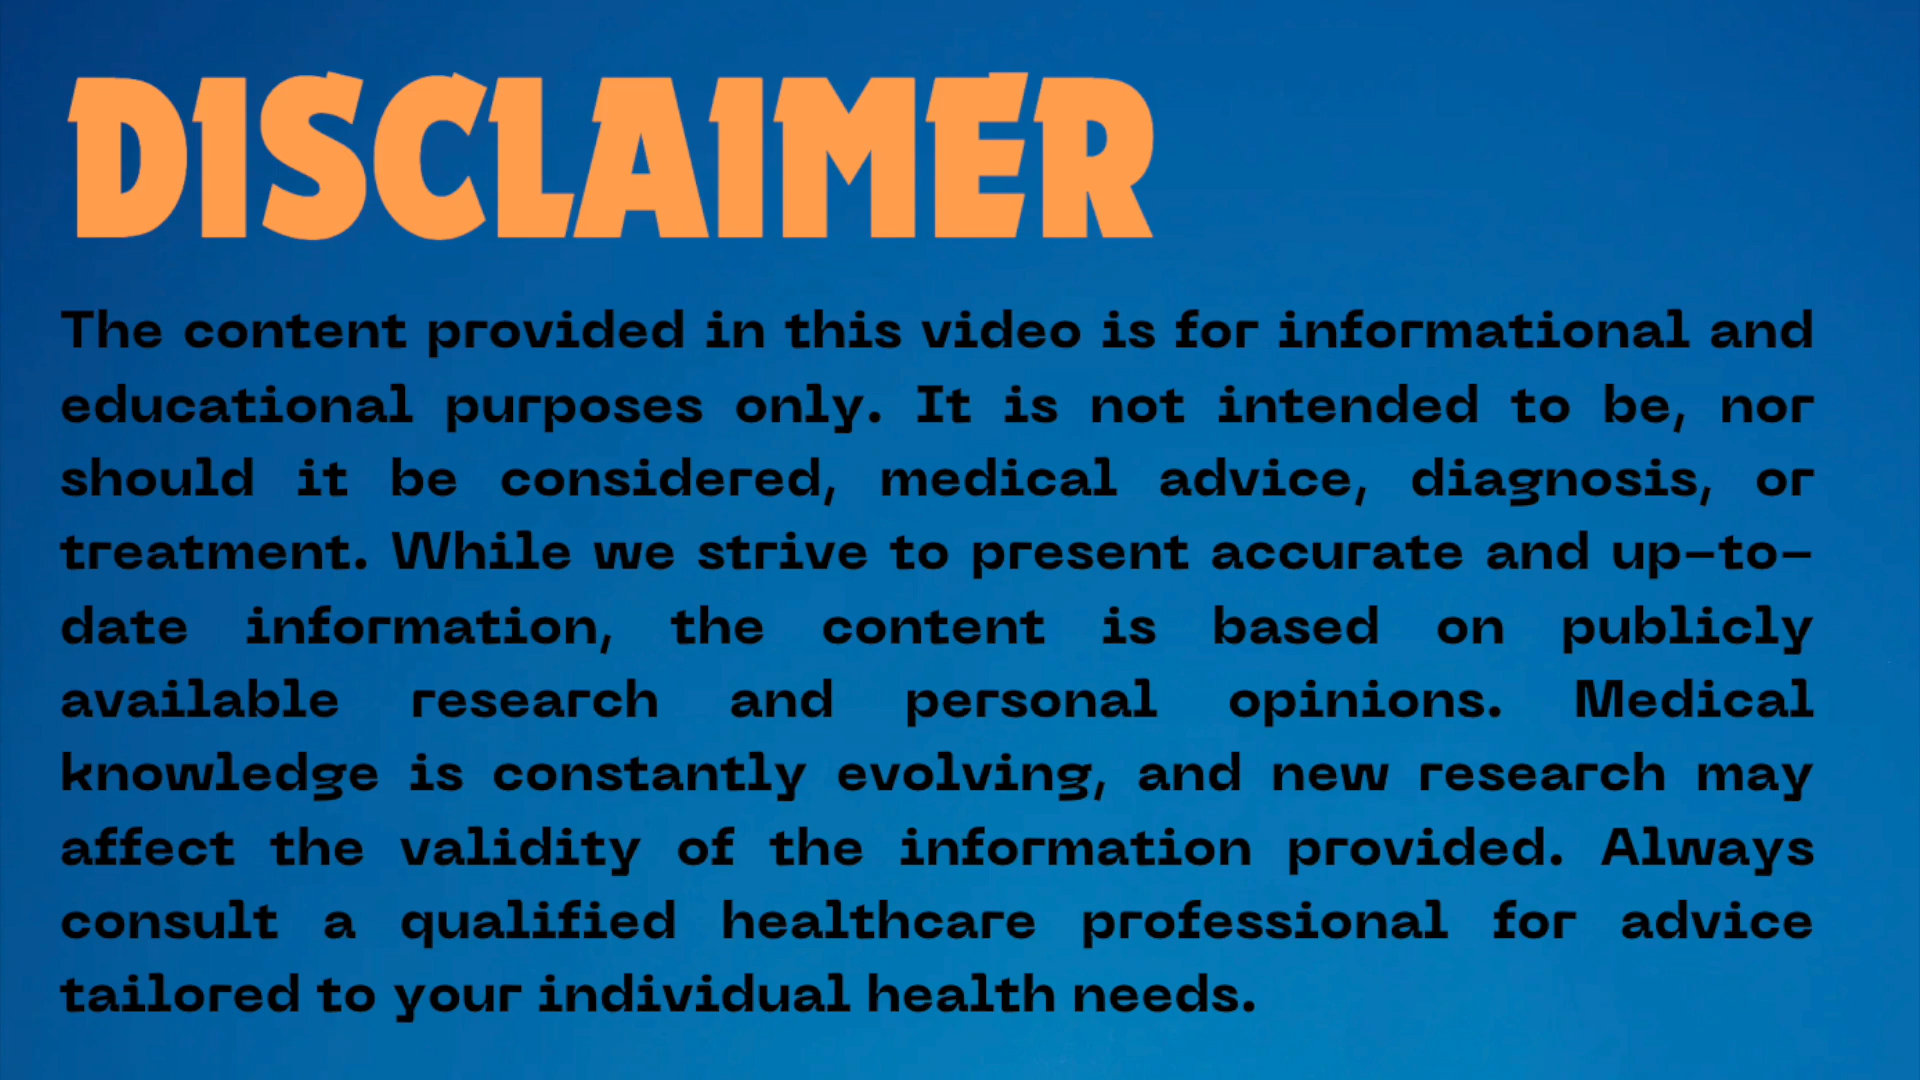 DISCLAIMER
The content provided in this video is for informational and
educational purposes only. It is not intended to be, nor
should it be considered, medical advice, diagnosis, or
treatment. While we strive to present accurate and up-to-
date information, the content is based on publicly
available research and personal opinions. Medical
knowledge is constantly evolving, and new research may
affect the validity of the information provided. Always
consult a qualified healthcare professional for advice
tailored to your individual health needs.